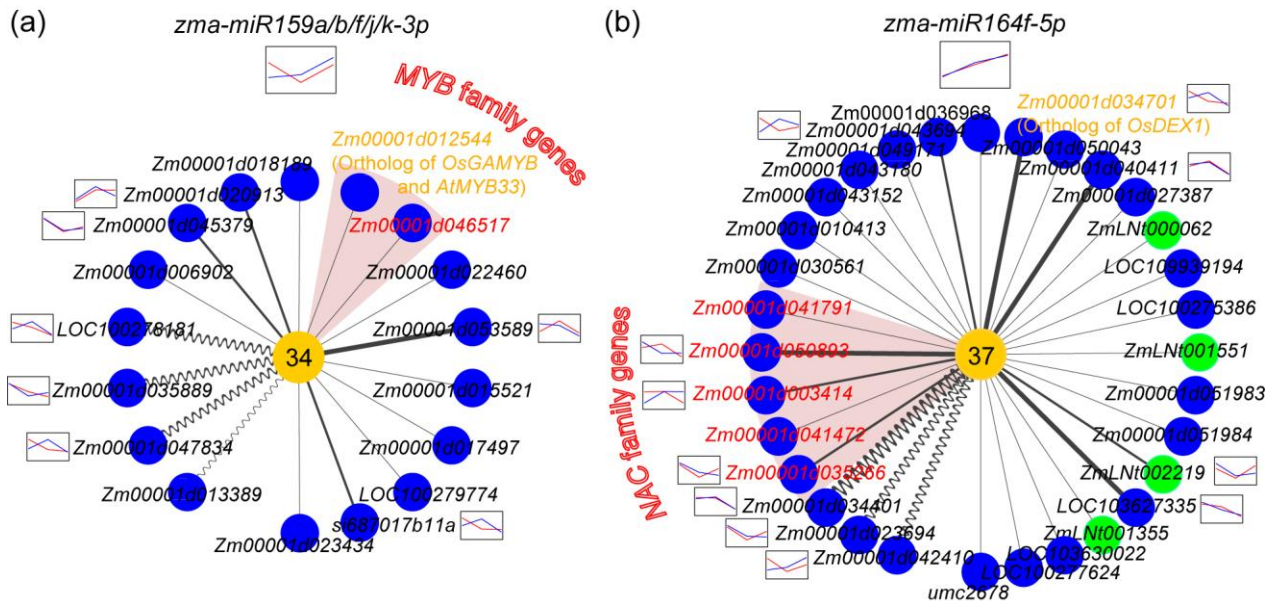 (a)
zma-miR159a/b/f/j/k-3p
MYB family genes
Zm00001d012544
(Ortholog of OsGAMYB
and AtMYB33)
Zm00001d018189
Zm00001d020913
Zm00001d045379
Zm00001d046517
Zm00001d006902
Zm00001d022460
LOC100278181
Zm00001d053589
34
Zm00001d035889
Zm00001d015521
Zm00001d047834
Zm00001d017497
Zm00001d013389
LOC100279774
si687017b11a
Zm00001d023434
(b)
zma-miR164f-5p
NAC family genes
Zm00001d036968
Zm00001d034701
(Ortholog of OsDEX1)
Zm00001d043694
Zm00001d050043
Zm00001d049171
Zm00001d040411
Zm00001d043180
Zm00001d027387
Zm00001d043152
ZmLNt000062
Zm00001d010413
LOC109939194
Zm00001d030561
LOC100275386
Zm00001d041791
ZmLNt001551
Zm00001d050893
37
Zm00001d003414
Zm00001d051983
Zm00001d041472
Zm00001d051984
Zm00001d035266
ZmLNt002219
Zm00001d034401
LOC103627335
Zm00001d023694
ZmLNt001355
Zm00001d042410
LOC103630022
LOC100277624
umc2678